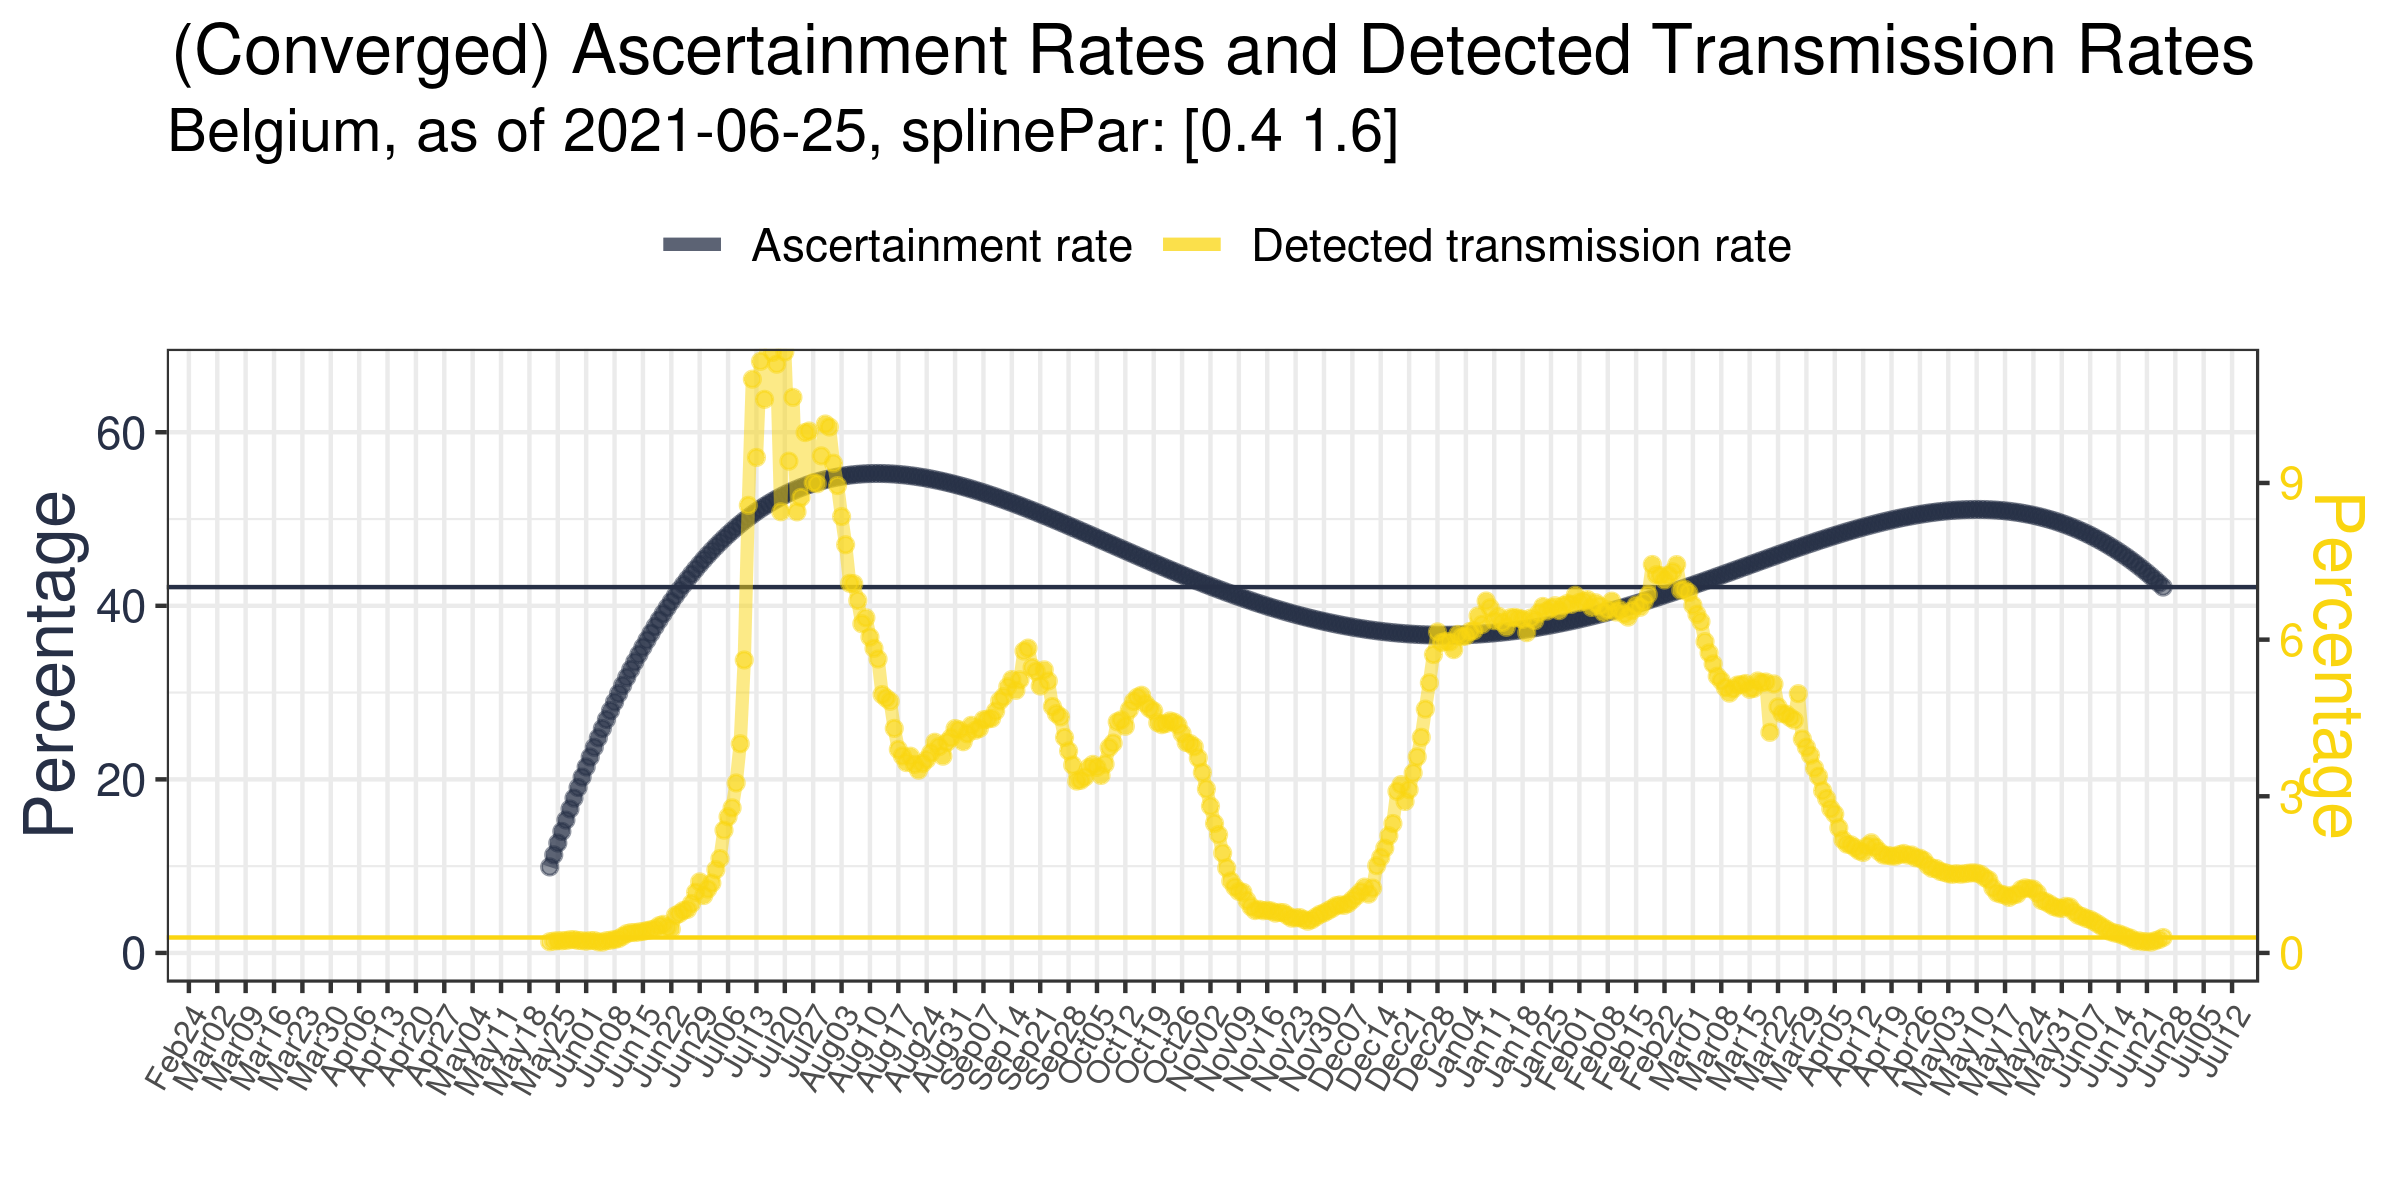 (Converged) Ascertainment Rates and Detected Transmission Rates
Belgium, as of 2021-06-25, splinePar: [0.4 1.6]
Ascertainment rate Detected transmission rate
Percentage
60
40
20
0
9
6
3
0
Percentage
Feb24 Mar02 Mar09 Mar16 Mar23 Mar30 Apr06 Apr13 Apr20 Apr27 May04 May11 May18 May25 Jun01 Jun08 Jun15 Jun22 Jun29 Jul06 Jul13 Jul20 Jul27 Aug03 Aug10 Aug17 Aug24 Aug31 Sep07 Sep14 Sep21 Sep28 Oct05 Oct12 Oct19 Oct26 Nov02 Nov09 Nov16 Nov23 Nov30 Dec07 Dec14 Dec21 Dec28 Jan04 Jan11 Jan18 Jan25 Feb01 Feb08 Feb15 Feb22 Mar01 Mar08 Mar15 Mar22 Mar29 Apr05 Apr12 Apr19 Apr26 May03 May10 May17 May24 May31 Jun07 Jun14 Jun21 Jun28 Jul05 Jul12